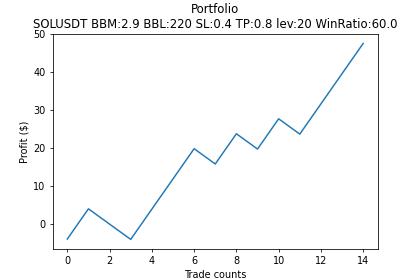 Portfolio
SOLUSDT BBM:2.9 BBL:220 SL:0.4 TP:0.8 lev:20 WinRatio:60.0
50
40
30
20
10
0
Profit ($)
0 2 4 6 8 10 12 14
Trade counts